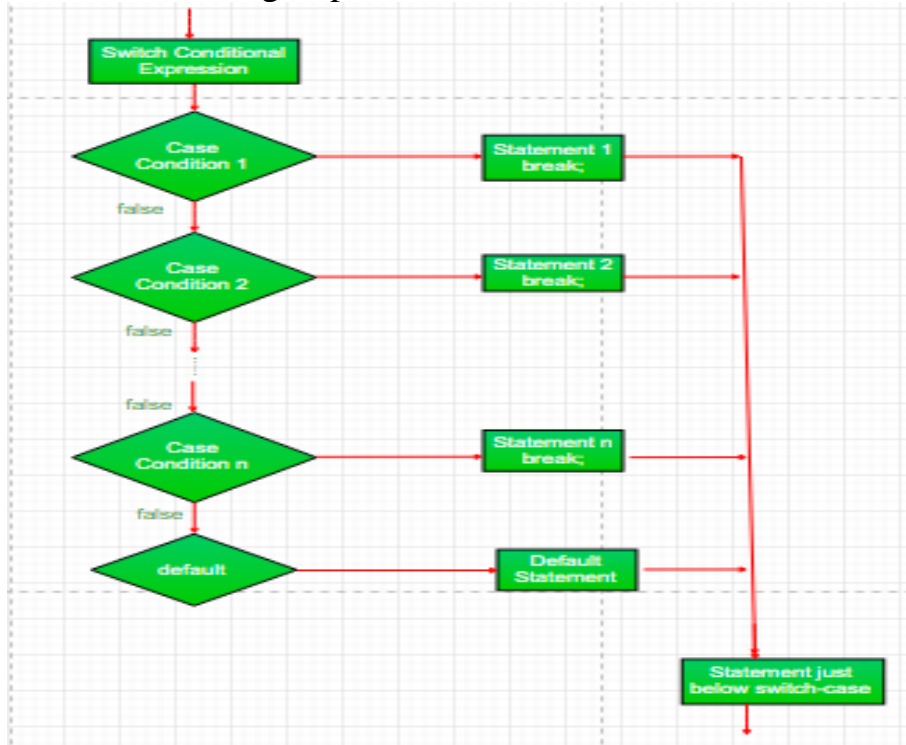 Switch Conditional
Expression
Case
Condition 1
Statement 1
break;
false
Case
Condition 2
Statement 2
break;
false
false
Case
Condition n
Statement n
break;
false
default
Default
Statement
Statement just
below switch-case